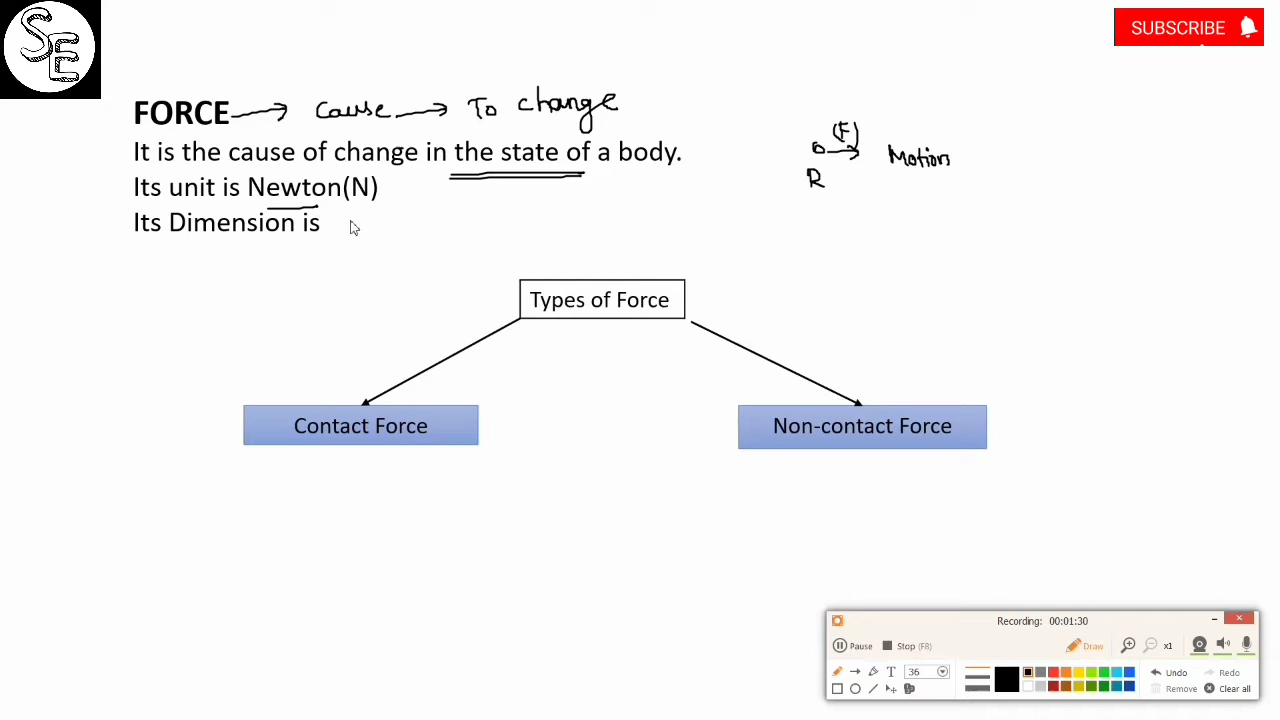 SE
SUBSCRIBE
FORCE → Cause → To change
It is the cause of change in the state of a body.
Its unit is Newton(N)
Its Dimension is
(F)
Motion
R
Types of Force
Contact Force
Non-contact Force
Recording: 00:01:30
Pause Stop (F8) Draw x1
T 36 Undo Redo
Remove Clear all